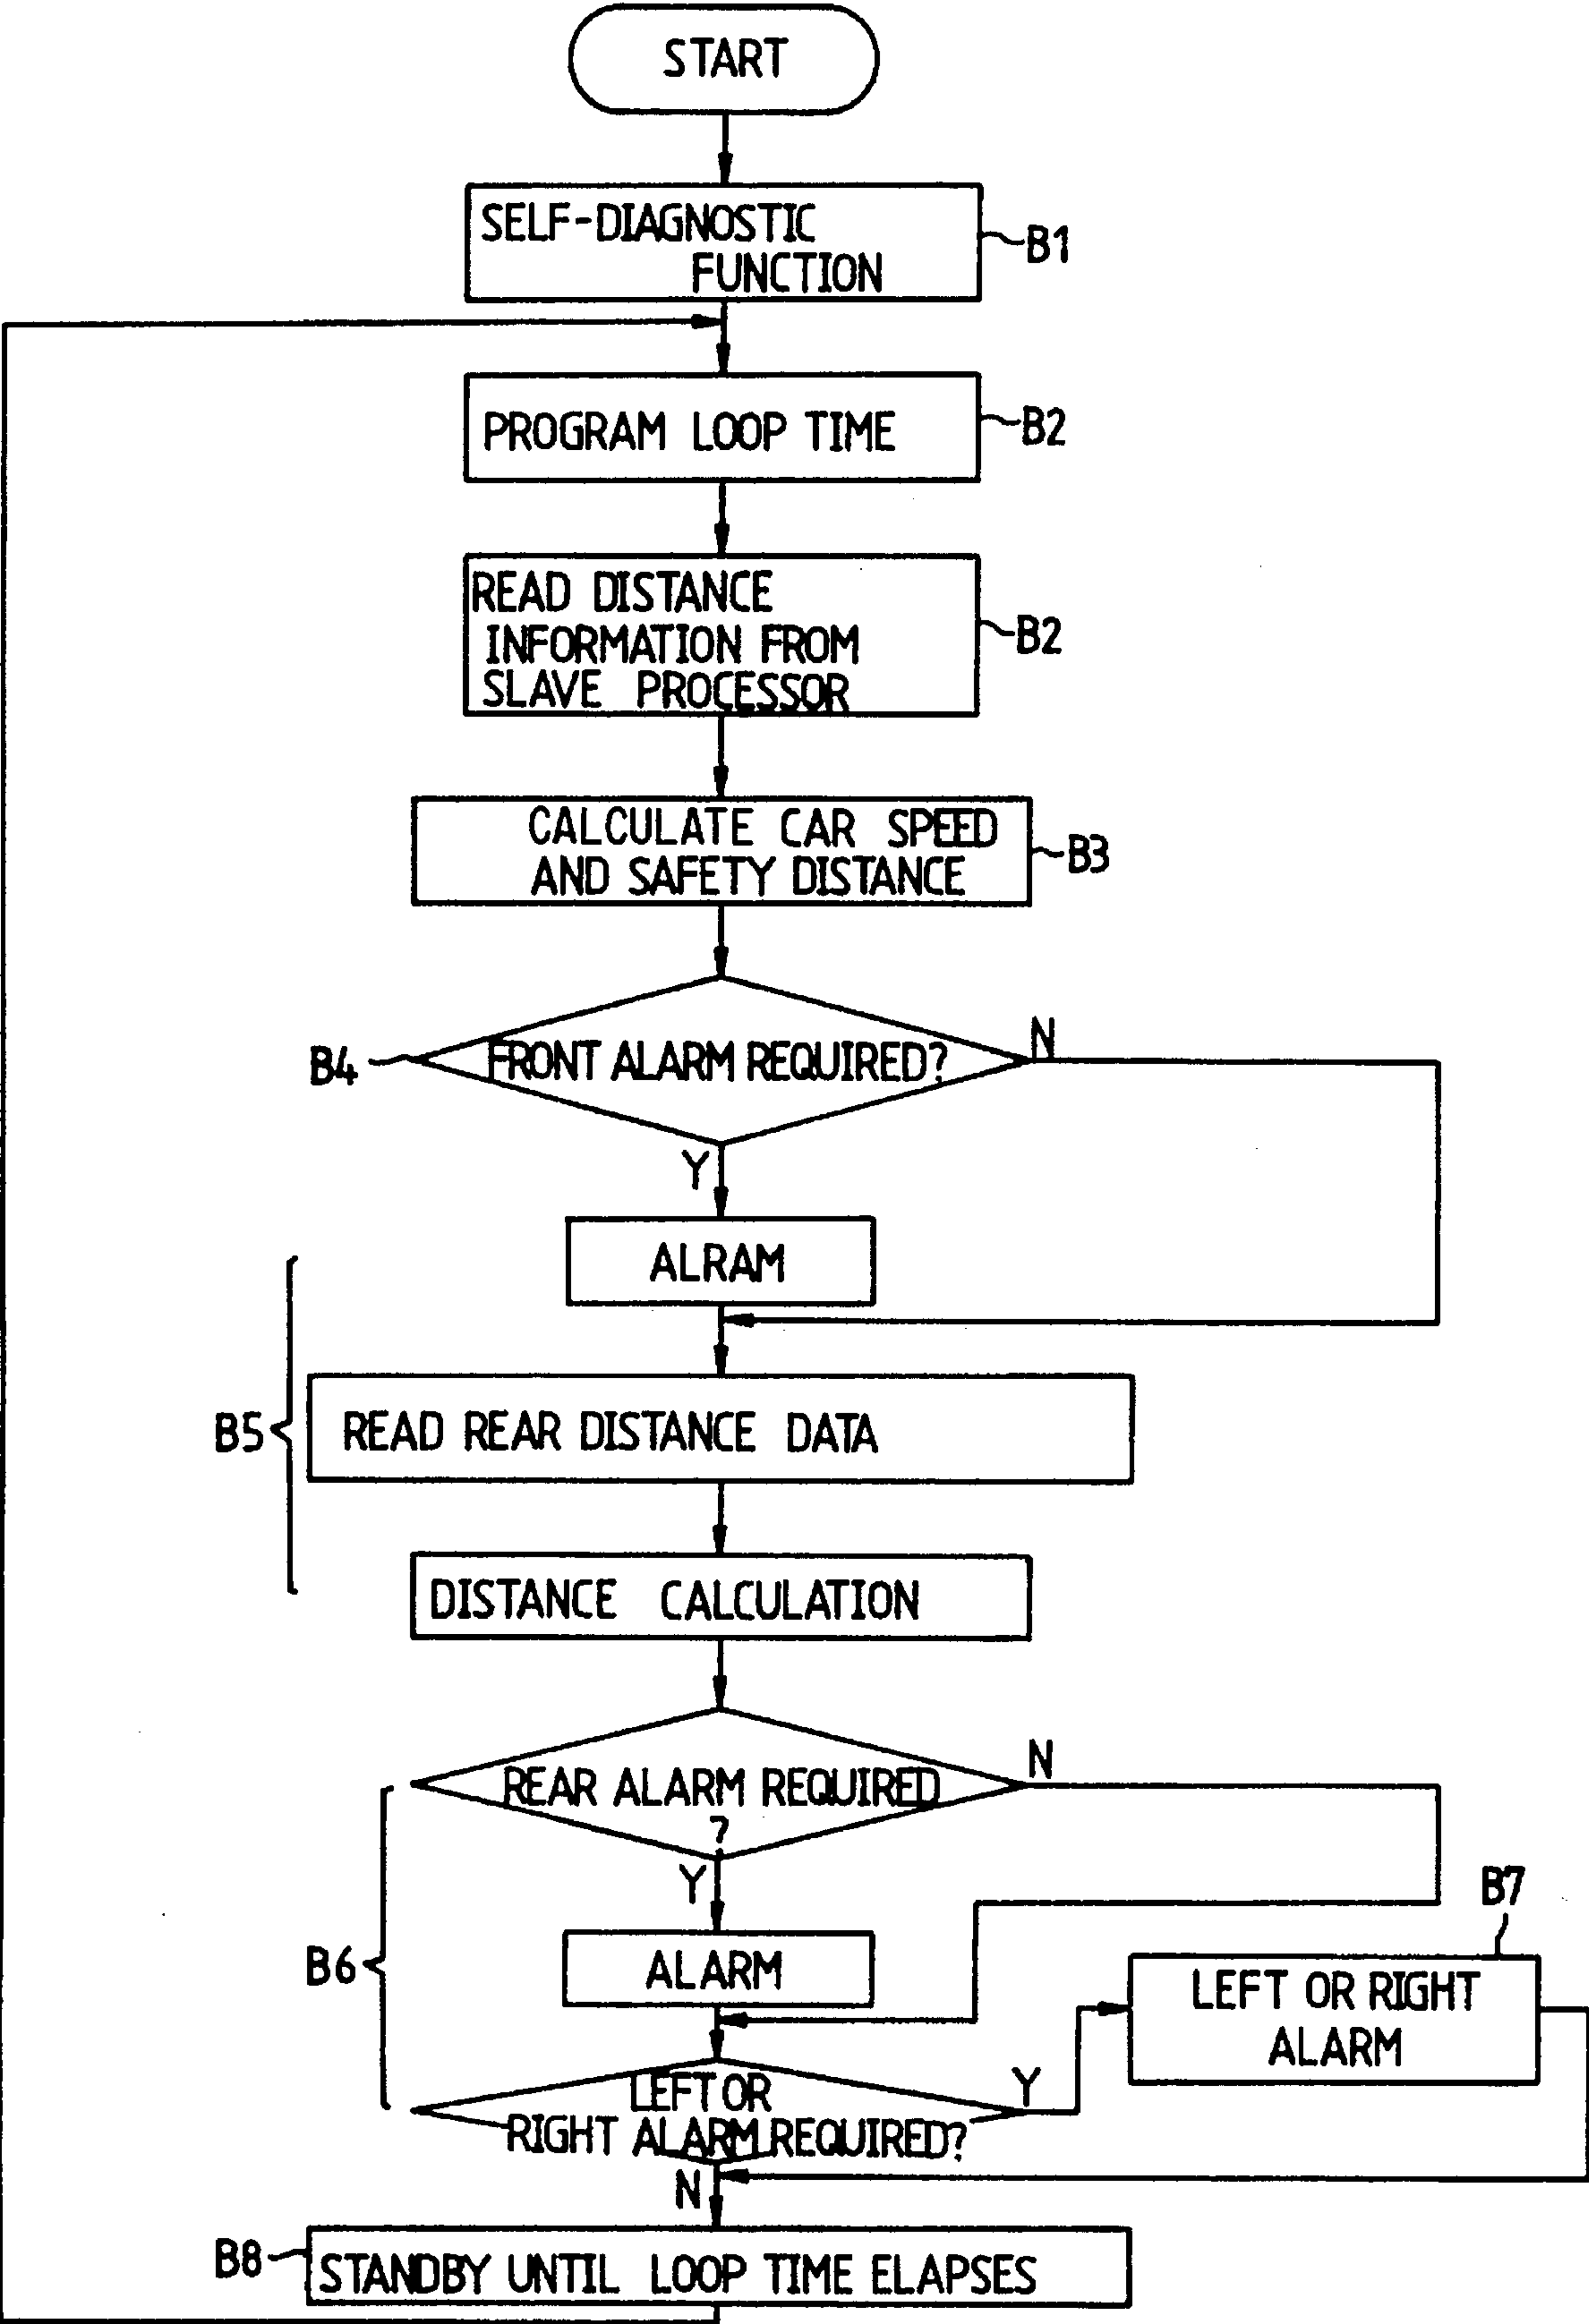 START
SELF-DIAGNOSTIC
FUNCTION
B1
PROGRAM LOOP TIME
B2
READ DISTANCE
INFORMATION FROM
SLAVE PROCESSOR
B2
CALCULATE CAR SPEED
AND SAFETY DISTANCE
B3
B4
FRONT ALARM REQUIRED?
N
Y
ALRAM
B5
READ REAR DISTANCE DATA
DISTANCE CALCULATION
REAR ALARM REQUIRED
?
N
Y
B6
ALARM
B7
LEFT OR RIGHT
ALARM
LEFT OR
RIGHT ALARM REQUIRED?
Y
N
B8
STANDBY UNTIL LOOP TIME ELAPSES